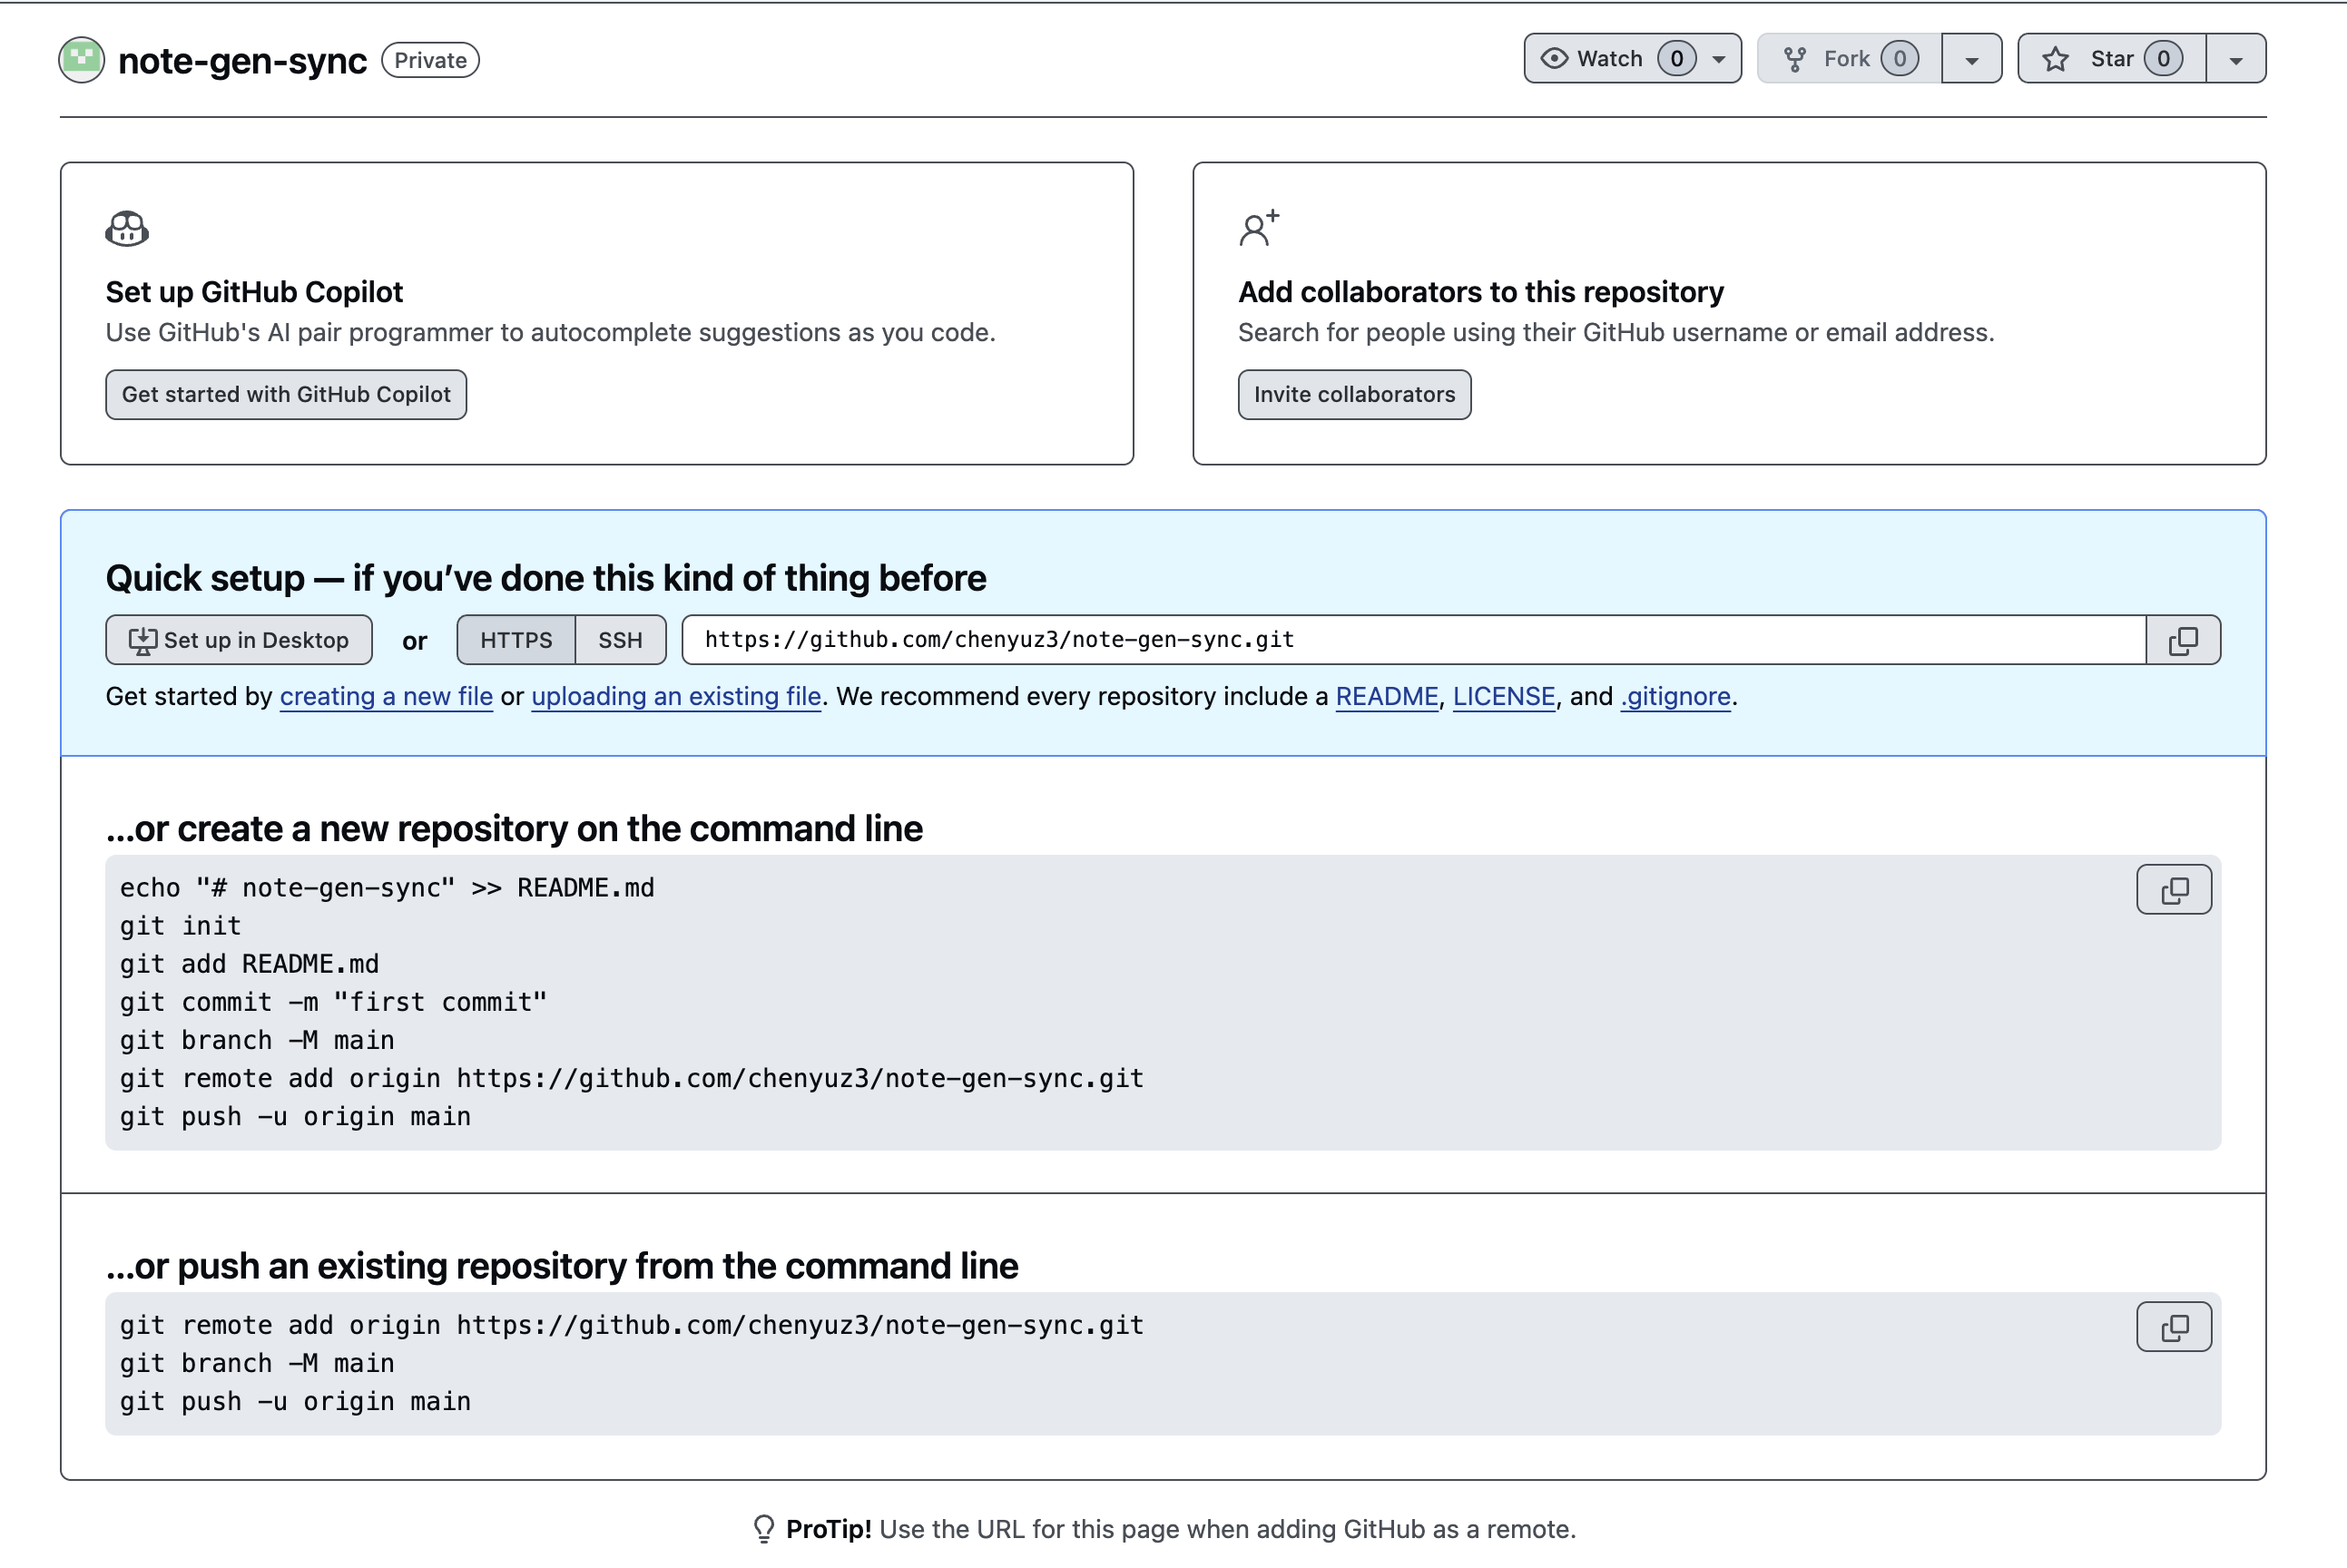 note-gen-sync Private Watch 0 Fork 0 Star 0
Set up GitHub Copilot
Use GitHub's AI pair programmer to autocomplete suggestions as you code.
Get started with GitHub Copilot
Add collaborators to this repository
Search for people using their GitHub username or email address.
Invite collaborators
Quick setup — if you’ve done this kind of thing before
Set up in Desktop or HTTPS SSH https://github.com/chenyuz3/note-gen-sync.git
Get started by creating a new file or uploading an existing file. We recommend every repository include a README, LICENSE, and .gitignore.
…or create a new repository on the command line
echo "# note-gen-sync" >> README.md
git init
git add README.md
git commit -m "first commit"
git branch -M main
git remote add origin https://github.com/chenyuz3/note-gen-sync.git
git push -u origin main
…or push an existing repository from the command line
git remote add origin https://github.com/chenyuz3/note-gen-sync.git
git branch -M main
git push -u origin main
ProTip! Use the URL for this page when adding GitHub as a remote.